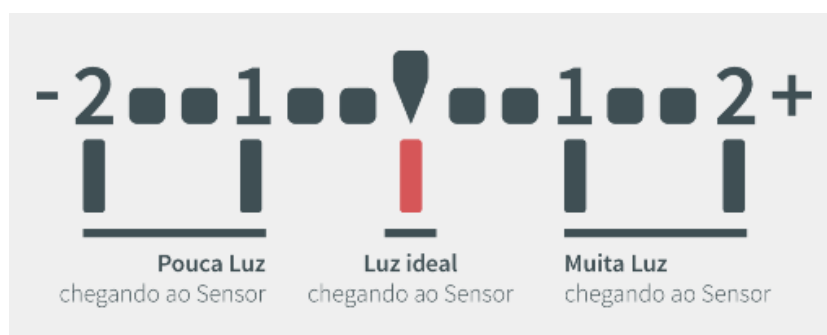 -2 1 1 2+
Pouca Luz Luz ideal Muita Luz
chegando ao Sensor chegando ao Sensor chegando ao Sensor